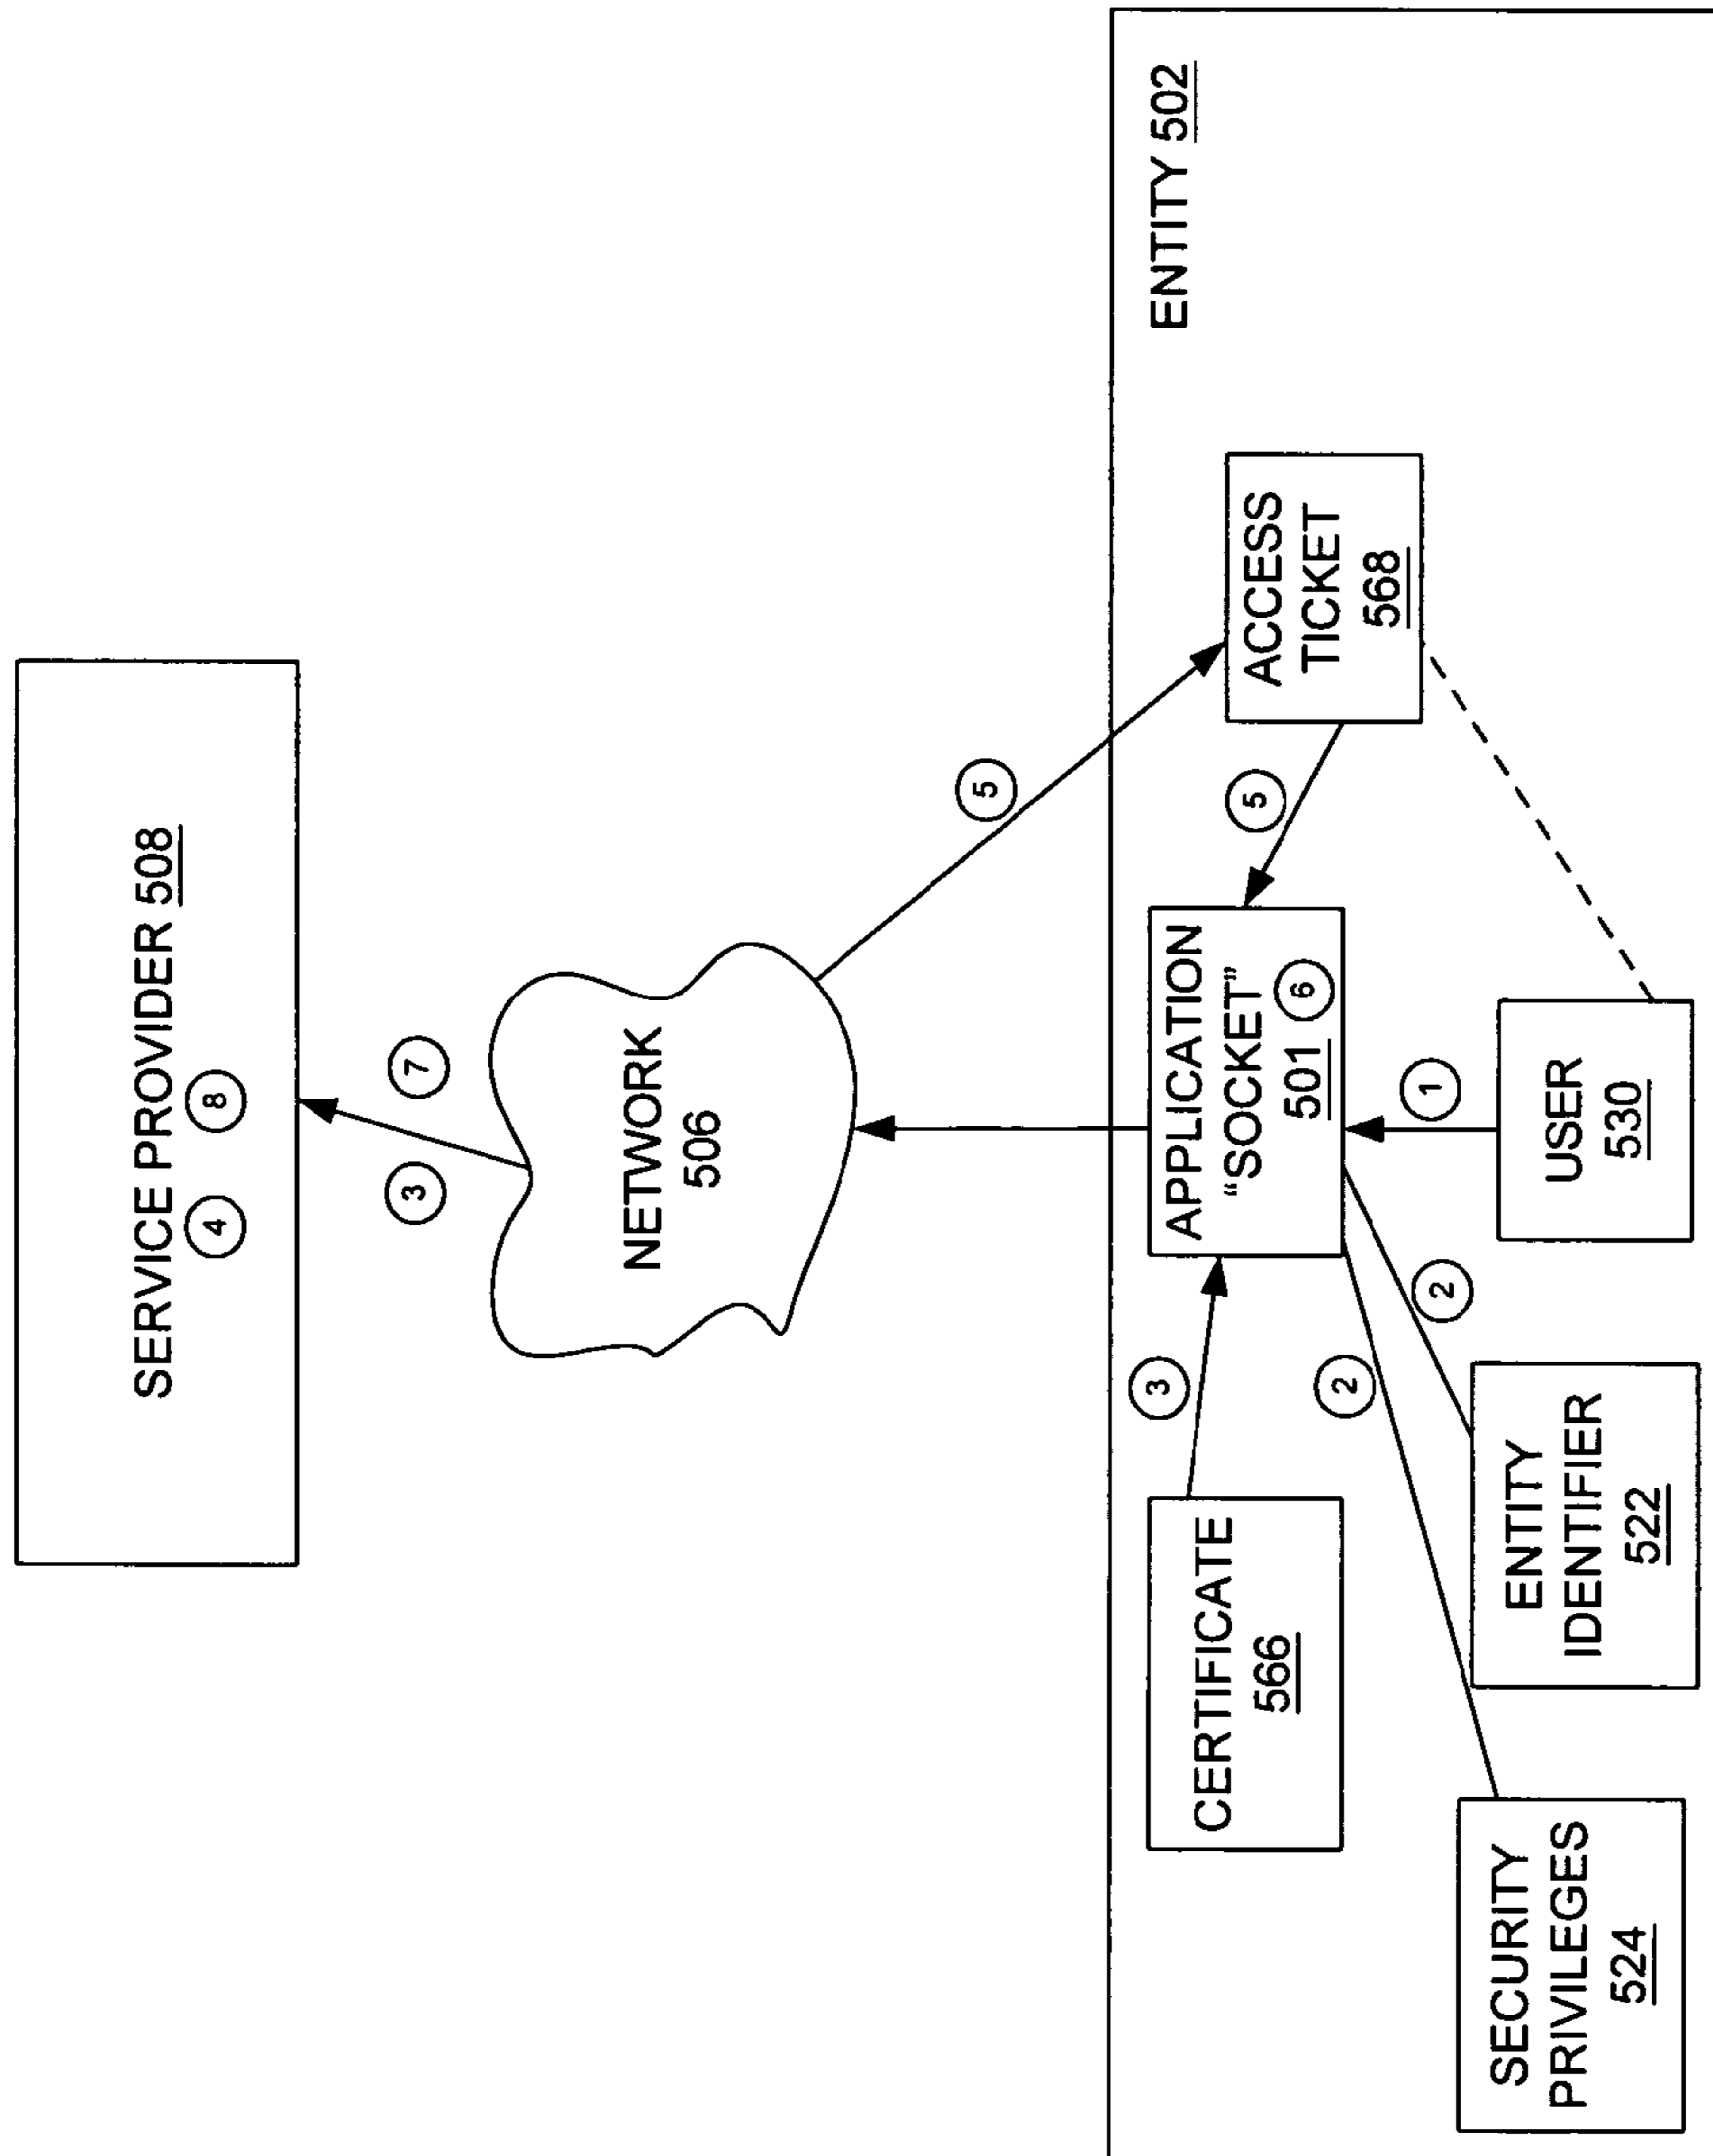 SERVICE PROVIDER 508
4
8
3
7
NETWORK
506
5
ENTITY 502
CERTIFICATE
566
3
APPLICATION
"SOCKET"
501
6
5
ACCESS
TICKET
568
2
2
1
SECURITY
PRIVILEGES
524
ENTITY
IDENTIFIER
522
USER
530